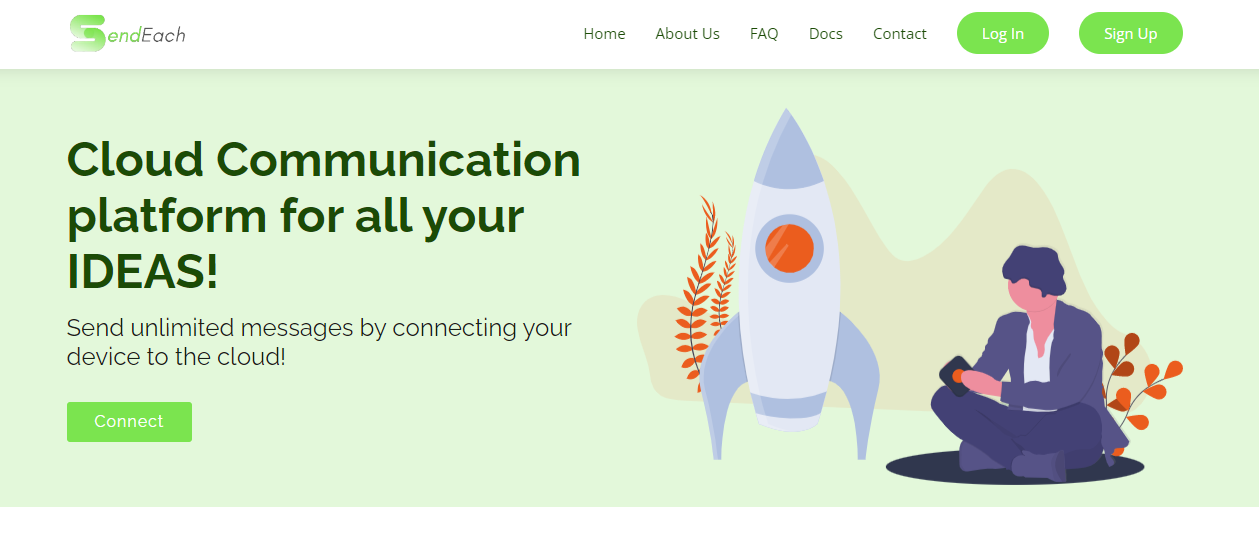 SendEach
Home
About Us
FAQ
Docs
Contact
Log In
Sign Up
Cloud Communication
platform for all your
IDEAS!
Send unlimited messages by connecting your
device to the cloud!
Connect